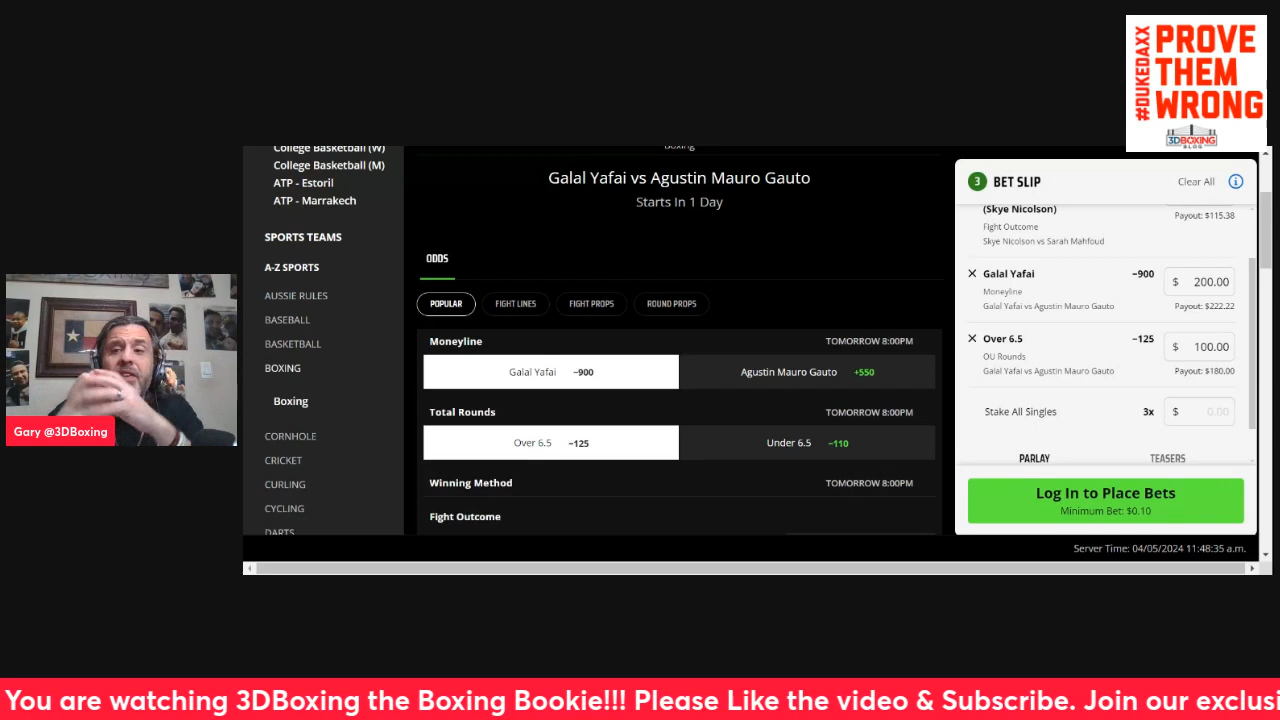 #DUKEDAXX
PROVE
THEM
WRONG
3DBOXING
BLOG
College Basketball (W)
College Basketball (M)
ATP - Estoril
ATP - Marrakech
SPORTS TEAMS
A-Z SPORTS
AUSSIE RULES
BASEBALL
BASKETBALL
BOXING
Boxing
CORNHOLE
CRICKET
CURLING
CYCLING
DARTS
Boxing
Galal Yafai vs Agustin Mauro Gauto
Starts In 1 Day
ODDS
POPULAR FIGHT LINES FIGHT PROPS ROUND PROPS
Moneyline TOMORROW 8:00PM
Galal Yafai −900 Agustin Mauro Gauto +550
Total Rounds TOMORROW 8:00PM
Over 6.5 −125 Under 6.5 −110
Winning Method TOMORROW 8:00PM
Fight Outcome
3 BET SLIP Clear All
(Skye Nicolson)
Payout: $115.38
Fight Outcome
Skye Nicolson vs Sarah Mahfoud
Galal Yafai −900 $ 200.00
Moneyline
Galal Yafai vs Agustin Mauro Gauto Payout: $222.22
Over 6.5 −125 $ 100.00
OU Rounds
Galal Yafai vs Agustin Mauro Gauto Payout: $180.00
Stake All Singles 3x $ 0.00
PARLAY TEASERS
Log In to Place Bets
Minimum Bet: $0.10
Server Time: 04/05/2024 11:48:35 a.m.
Gary @3DBoxing
You are watching 3DBoxing the Boxing Bookie!!! Please Like the video & Subscribe. Join our exclusi